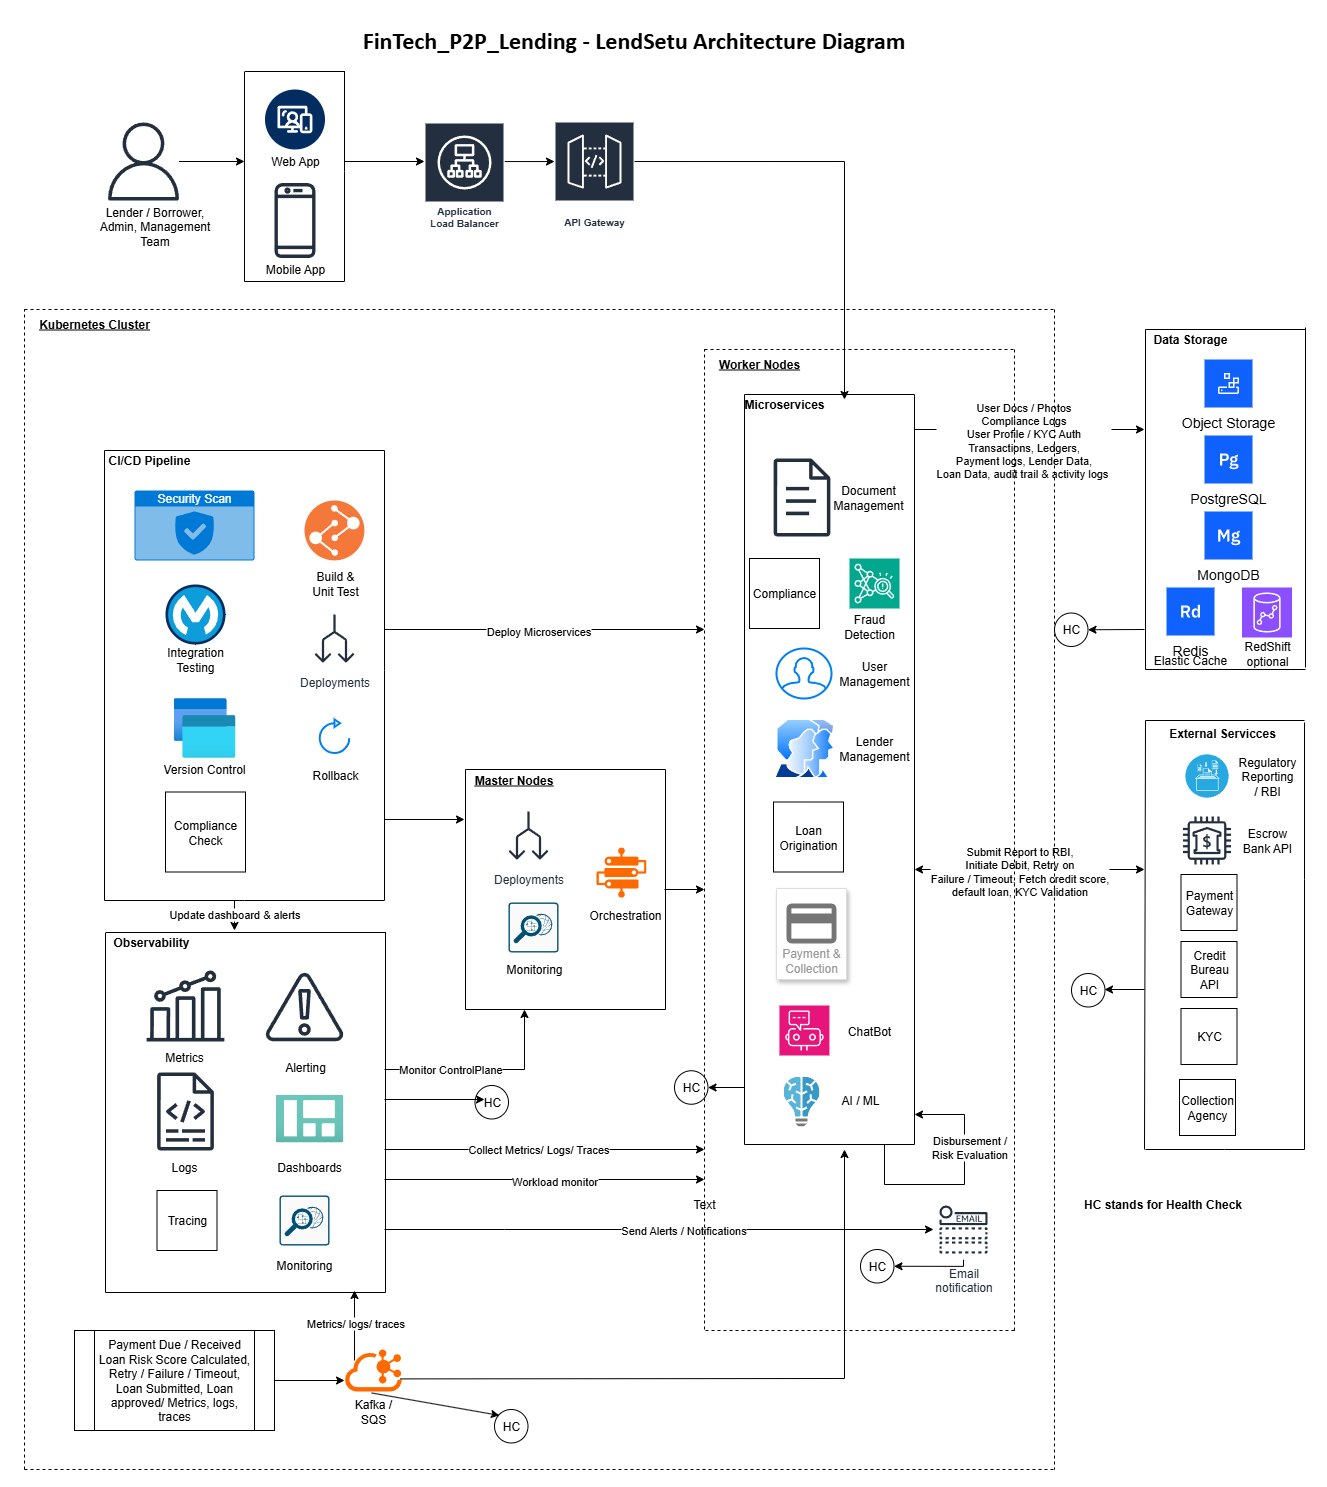 FinTech_P2P_Lending - LendSetu Architecture Diagram
Web App
Mobile App
Lender / Borrower,
Admin, Management
Team
Application
Load Balancer
API Gateway
Kubernetes Cluster
Worker Nodes
Microservices
Document
Management
Compliance
Fraud
Detection
User
Management
Lender
Management
Loan
Origination
Payment &
Collection
ChatBot
AI / ML
User Docs / Photos
Compliance Logs
User Profile / KYC Auth
Transactions, Ledgers,
Payment logs, Lender Data,
Loan Data, audit trail & activity logs
Data Storage
Object Storage
Pg
PostgreSQL
Mg
MongoDB
Rd
Redis
Elastic Cache
RedShift
optional
HC
CI/CD Pipeline
Security Scan
Build &
Unit Test
Integration
Testing
Deployments
Version Control
Rollback
Compliance
Check
Deploy Microservices
Master Nodes
Deployments
Orchestration
Monitoring
Update dashboard & alerts
Observability
Metrics
Alerting
Logs
Dashboards
Tracing
Monitoring
Monitor ControlPlane
HC
Collect Metrics/ Logs/ Traces
Workload monitor
Text
Send Alerts / Notifications
HC
Disbursement /
Risk Evaluation
EMAIL
Email
notification
HC
External Servicces
Regulatory
Reporting
/ RBI
$
Escrow
Bank API
Payment
Gateway
Credit
Bureau
API
KYC
Collection
Agency
Submit Report to RBI,
Initiate Debit, Retry on
Failure / Timeout, Fetch credit score,
default loan, KYC Validation
HC
HC stands for Health Check
Metrics/ logs/ traces
Payment Due / Received
Loan Risk Score Calculated,
Retry / Failure / Timeout,
Loan Submitted, Loan
approved/ Metrics, logs,
traces
Kafka /
SQS
HC